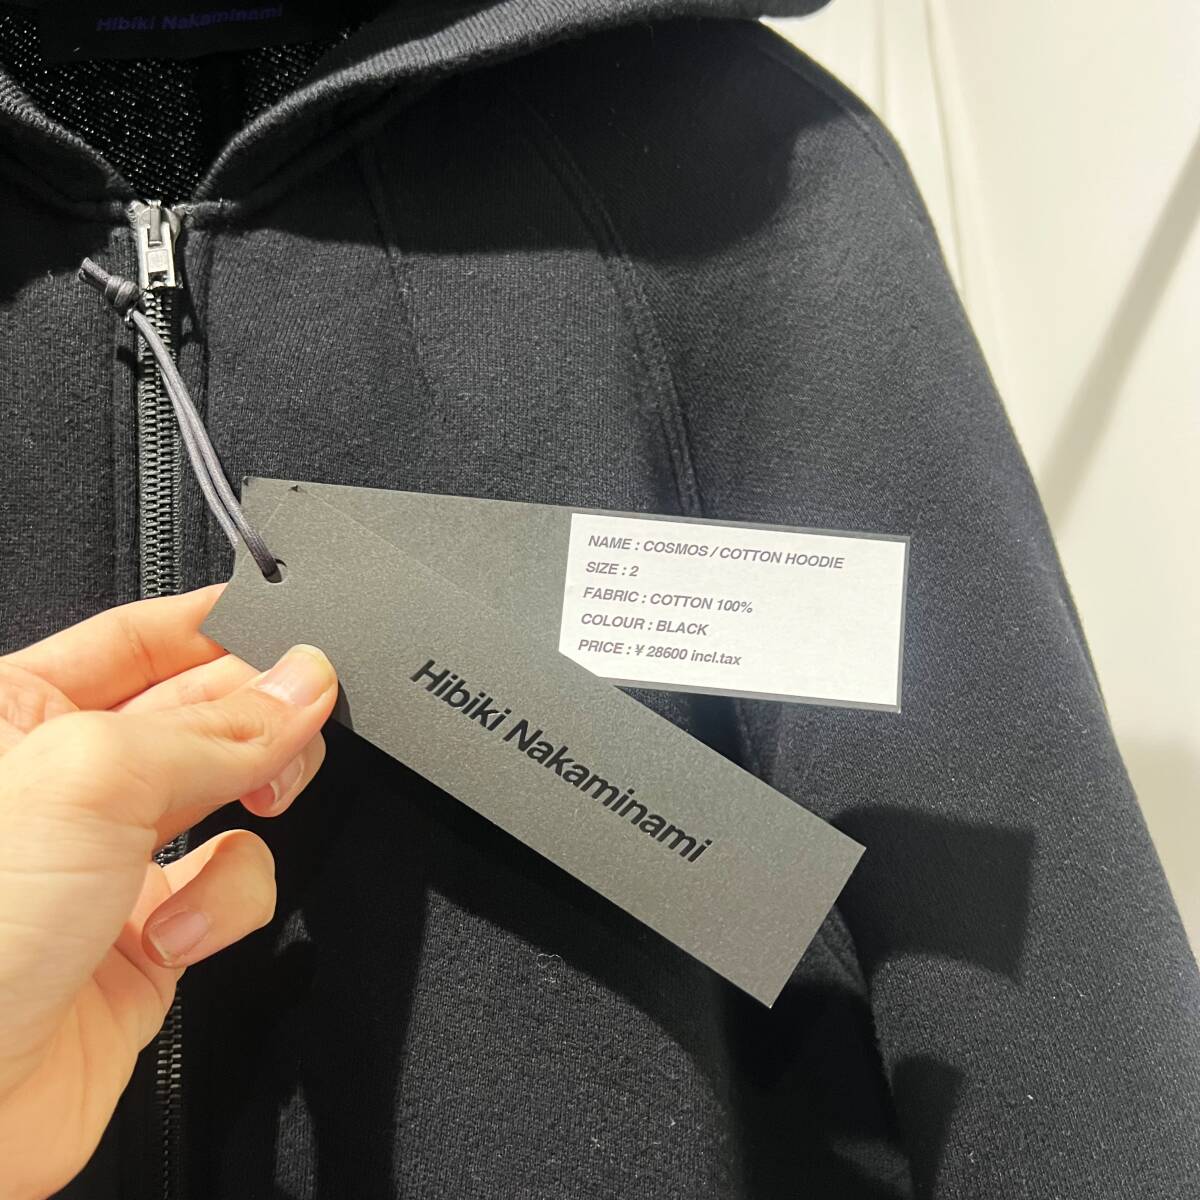 Hibiki Nakaminami
NAME : COSMOS / COTTON HOODIE
SIZE : 2
FABRIC : COTTON 100%
COLOUR : BLACK
PRICE : ¥ 28600 incl.tax
Hibiki Nakaminami